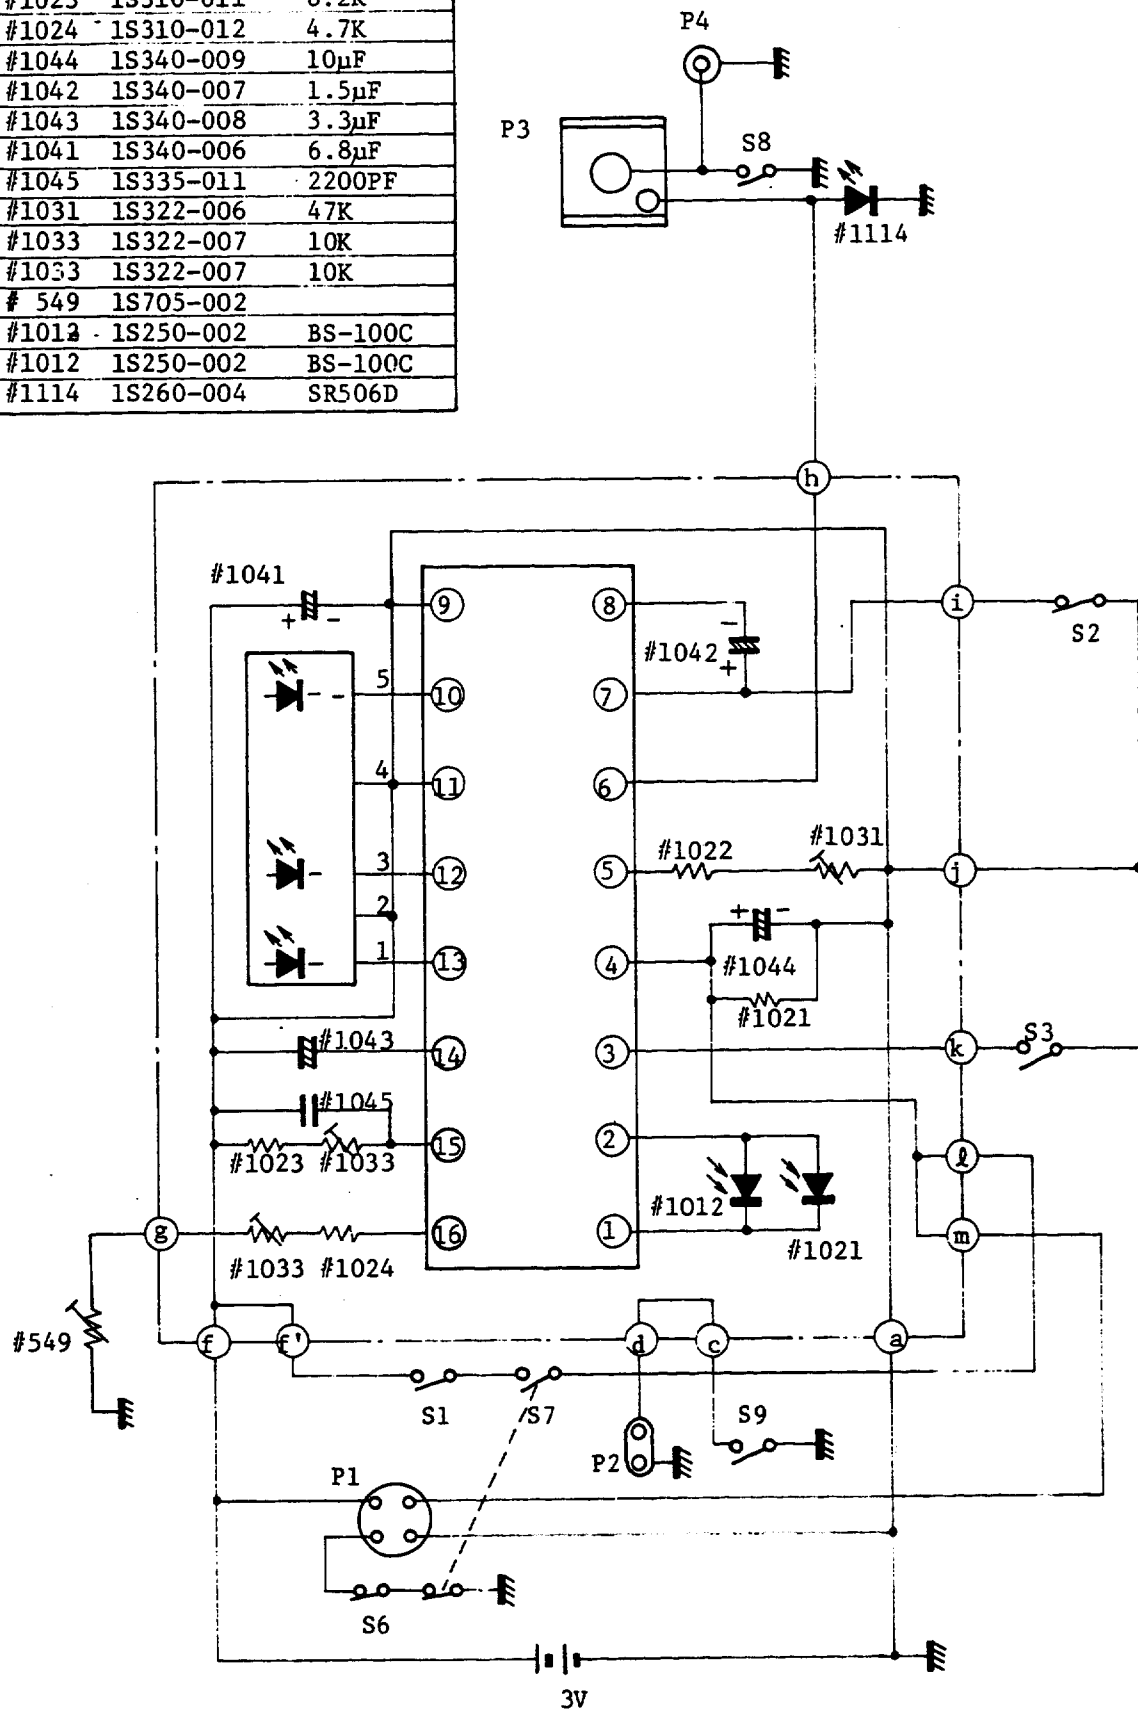 #1023 1S310-011 8.2K
#1024 1S310-012 4.7K
#1044 1S340-009 10µF
#1042 1S340-007 1.5µF
#1043 1S340-008 3.3µF
#1041 1S340-006 6.8µF
#1045 1S335-011 2200PF
#1031 1S322-006 47K
#1033 1S322-007 10K
#1033 1S322-007 10K
# 549 1S705-002
#1012 1S250-002 BS-100C
#1012 1S250-002 BS-100C
#1114 1S260-004 SR506D
P4
P3
S8
#1114
h
#1041
+ -
9
8
-
#1042
+
i
S2
5
10
7
4
11
6
#1031
3
12
5
#1022
j
2
+ -
1
13
4
#1044
#1021
#1043
14
3
k
S3
#1045
15
2
l
#1023 #1033
#1012
g
16
1
m
#1021
#1033 #1024
#549
f
f'
d
c
a
S1
S7
S9
P2
P1
S6
3V